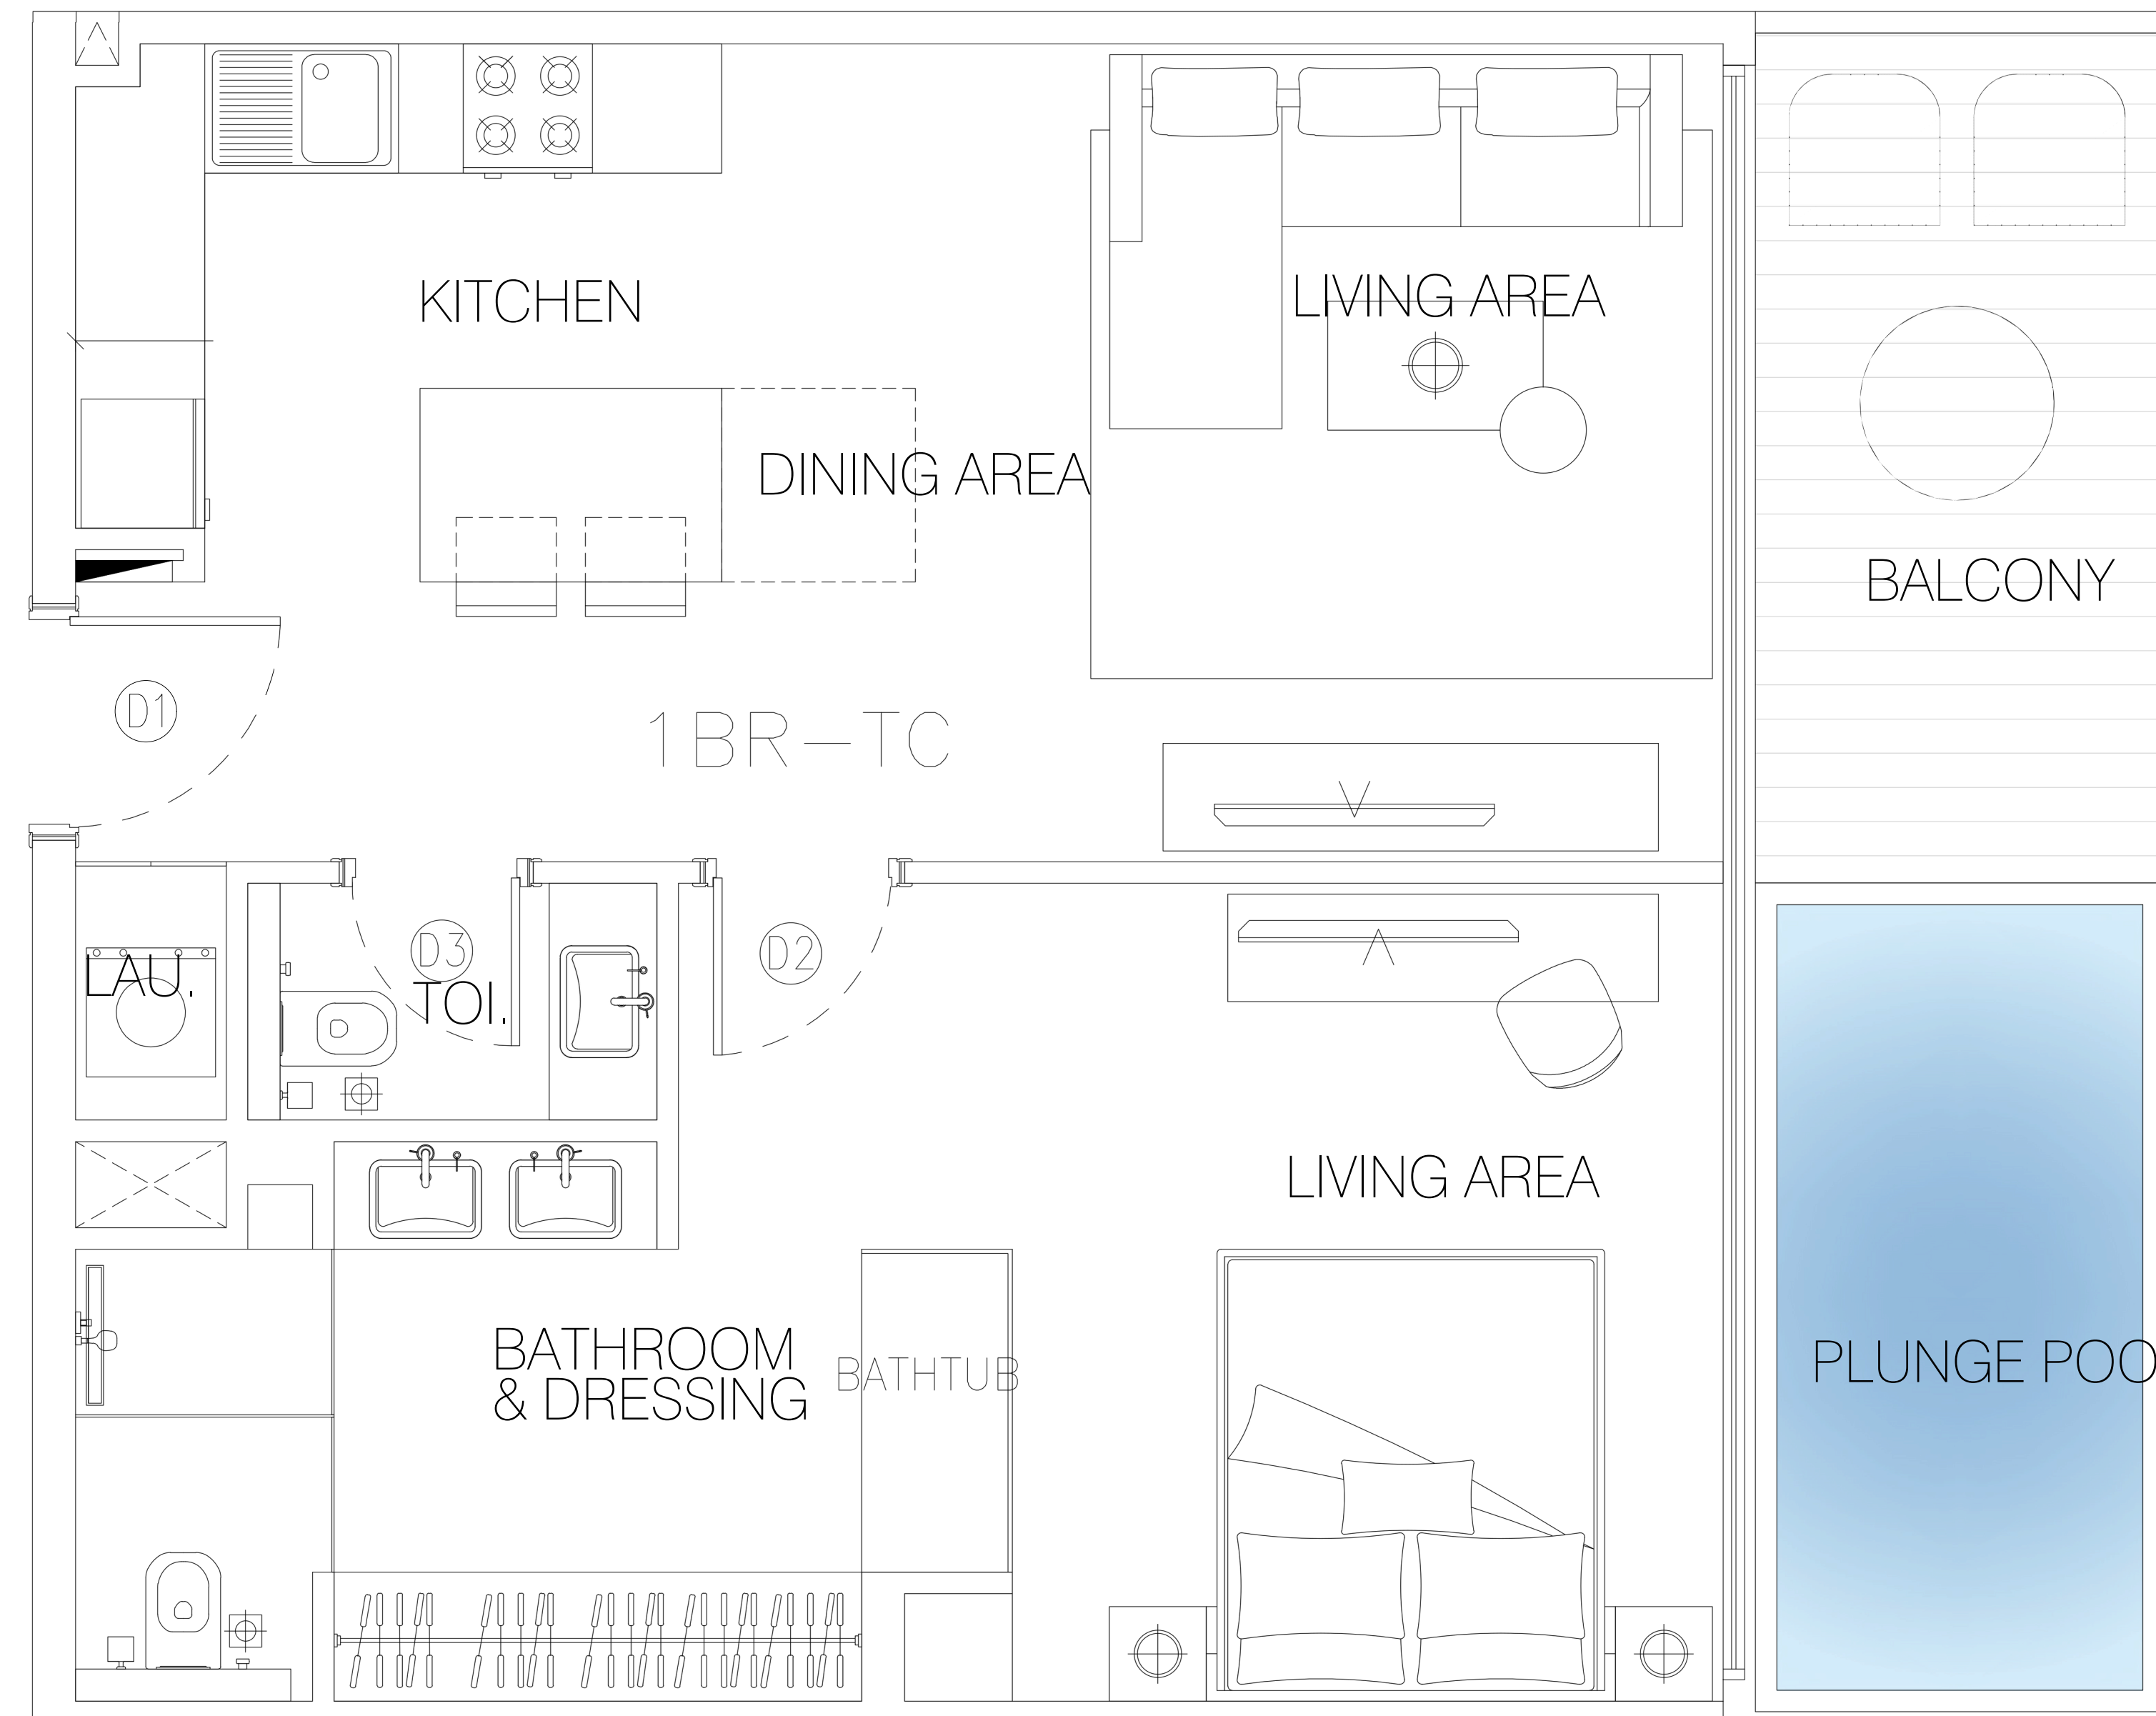 KITCHEN
LIVING AREA
DINING AREA
BALCONY
D1
1BR-TC
D3
D2
LAU.
TOI.
LIVING AREA
BATHROOM
& DRESSING
BATHTUB
PLUNGE POO